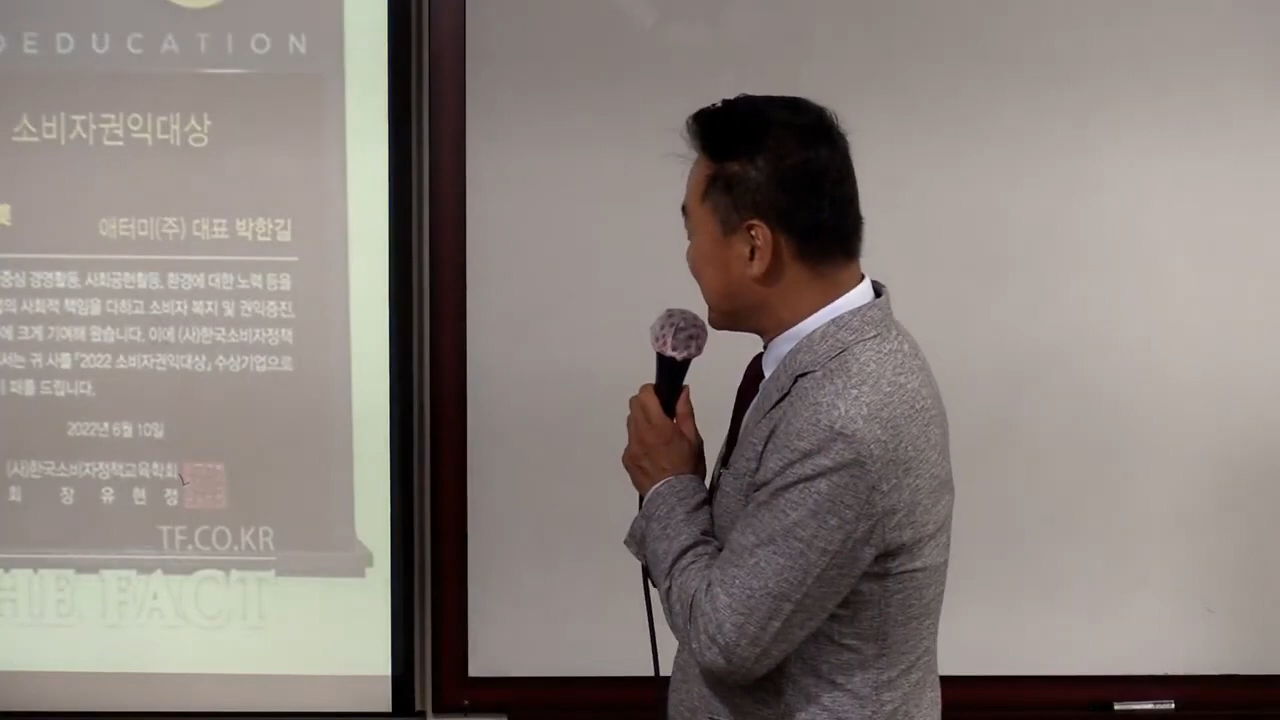 EDUCATION
소비자권익대상
애터미(주) 대표 박한길
중심 경영활동, 사회공헌활동, 환경에 대한 노력 등을
의 사회적 책임을 다하고 소비자 복지 및 권익증진,
에 크게 기여해 왔습니다. 이에 (사)한국소비자정책
서는 귀 사를 『2022 소비자권익대상』 수상기업으로
패를 드립니다.
2022년 6월 10일
(사)한국소비자정책교육학회
회 장 유 현 정
TF.CO.KR
THE FACT